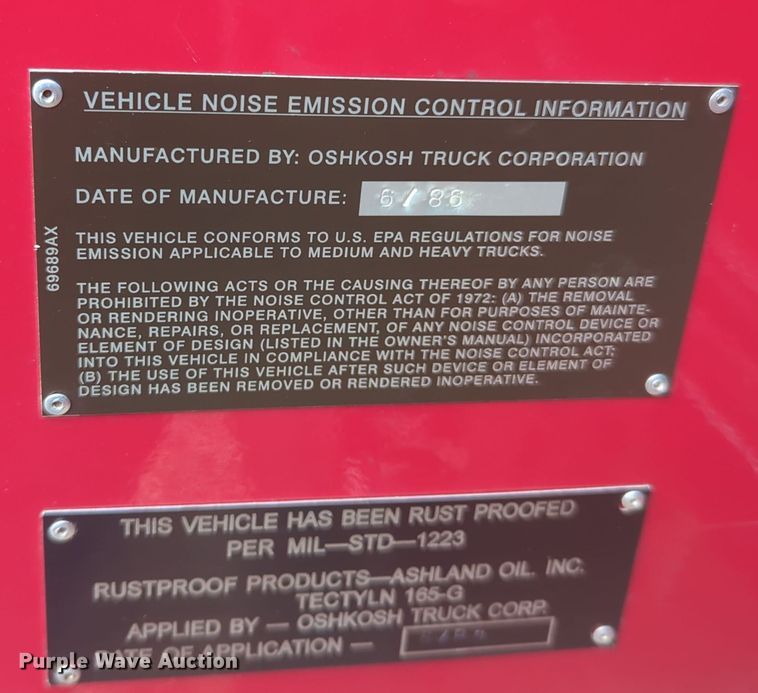 VEHICLE NOISE EMISSION CONTROL INFORMATION
MANUFACTURED BY: OSHKOSH TRUCK CORPORATION
DATE OF MANUFACTURE: 6/86
69689AX
THIS VEHICLE CONFORMS TO U.S. EPA REGULATIONS FOR NOISE
EMISSION APPLICABLE TO MEDIUM AND HEAVY TRUCKS.
THE FOLLOWING ACTS OR THE CAUSING THEREOF BY ANY PERSON ARE
PROHIBITED BY THE NOISE CONTROL ACT OF 1972: (A) THE REMOVAL
OR RENDERING INOPERATIVE, OTHER THAN FOR PURPOSES OF MAINTE-
NANCE, REPAIRS, OR REPLACEMENT, OF ANY NOISE CONTROL DEVICE OR
ELEMENT OF DESIGN (LISTED IN THE OWNER'S MANUAL) INCORPORATED
INTO THIS VEHICLE IN COMPLIANCE WITH THE NOISE CONTROL ACT;
(B) THE USE OF THIS VEHICLE AFTER SUCH DEVICE OR ELEMENT OF
DESIGN HAS BEEN REMOVED OR RENDERED INOPERATIVE.
THIS VEHICLE HAS BEEN RUST PROOFED
PER MIL-STD-1223
RUSTPROOF PRODUCTS-ASHLAND OIL. INC.
TECTYLN 165-G
APPLIED BY - OSHKOSH TRUCK CORP.
DATE OF APPLICATION -
Purple Wave Auction